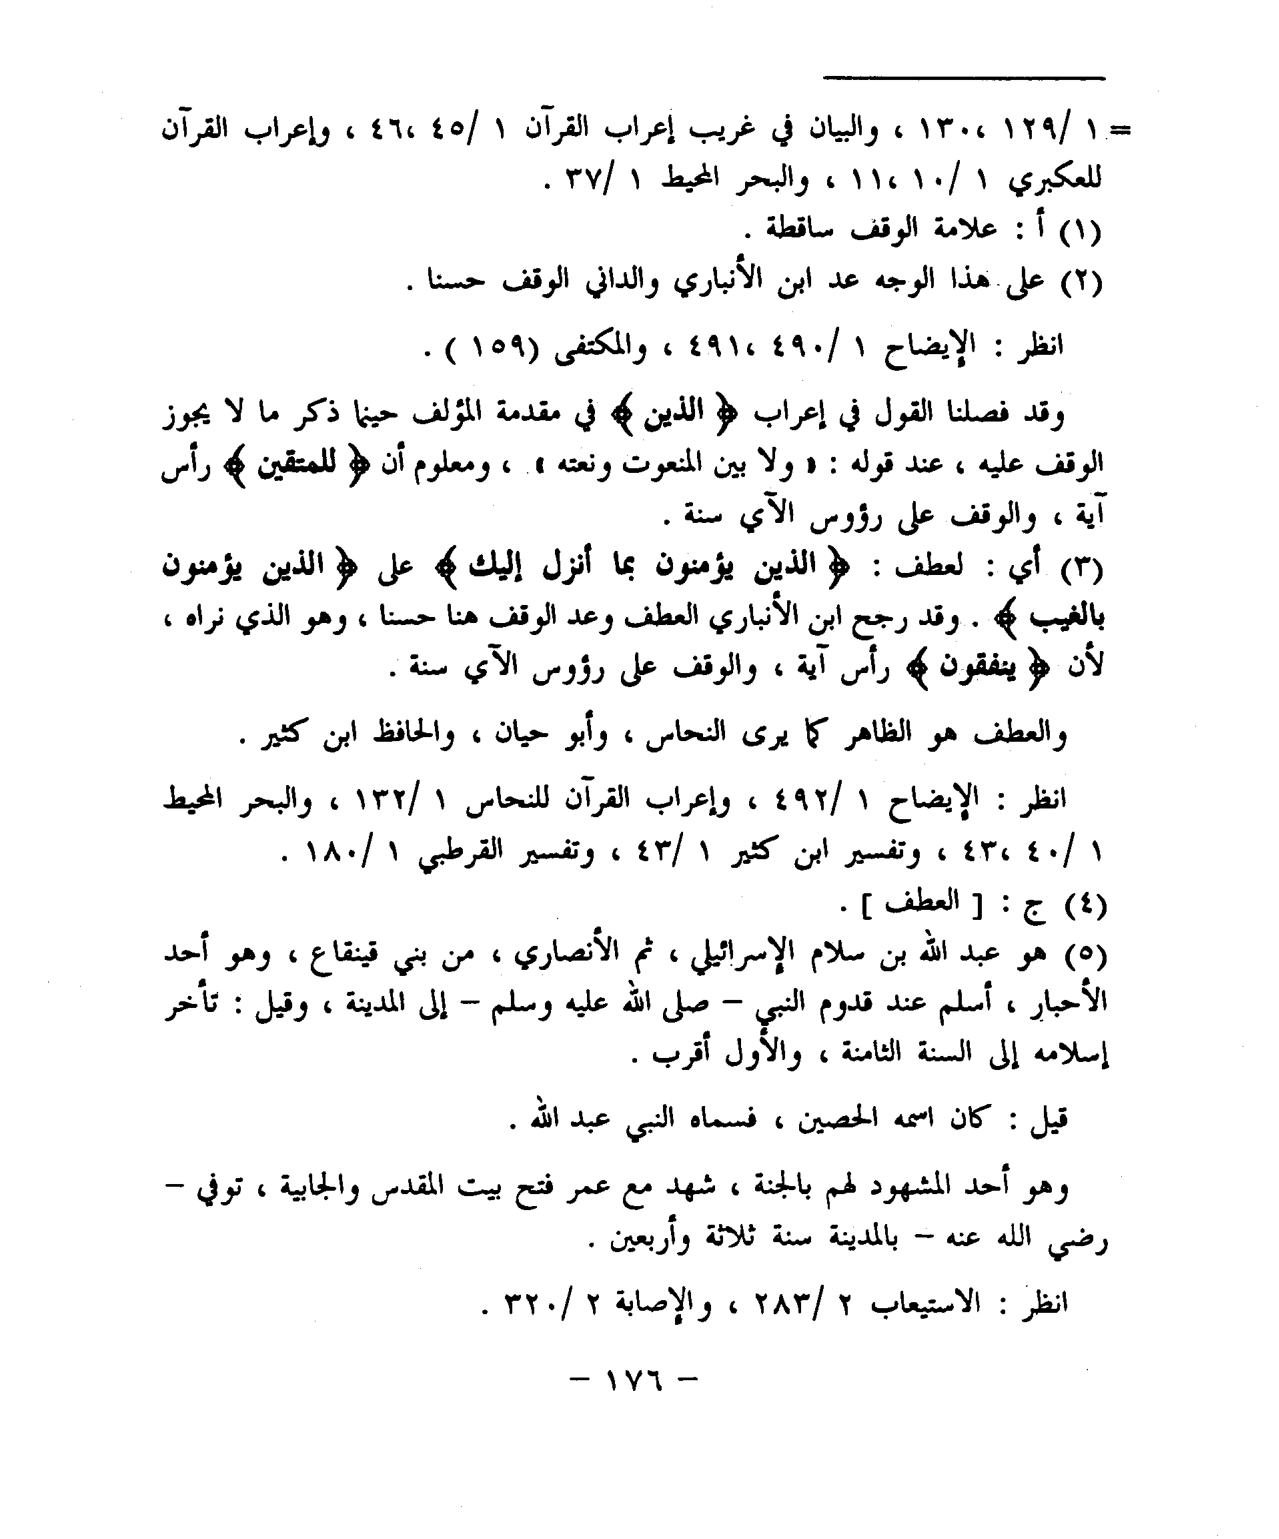 = ١ /١٢٩ ،١٣٠ ، والبيان في غريب إعراب القرآن ١ /٤٥ ،٤٦ ، وإعراب القرآن
للعكبري ١ /١٠ ،١١ ، والبحر المحيط ١ /٣٧ .
(١) أ : علامة الوقف ساقطة .
(٢) على هذا الوجه عد ابن الأنباري والداني الوقف حسنا .
انظر : الإيضاح ١ /٤٩٠ ،٤٩١ ، والمكتفى (١٥٩ ) .
وقد فصلنا القول في إعراب ﴿ الذين ﴾ في مقدمة المؤلف حينما ذكر ما لا يجوز
الوقف عليه ، عند قوله : « ولا بين المنعوت ونعته » ، ومعلوم أن ﴿ للمتقين ﴾ رأس
آية ، والوقف على رؤوس الآي سنة .
(٣) أي : لعطف : ﴿ الذين يؤمنون بما أنزل إليك ﴾ على ﴿ الذين يؤمنون
بالغيب ﴾ . وقد رجح ابن الأنباري العطف وعد الوقف هنا حسنا ، وهو الذي نراه ،
لأن ﴿ ينفقون ﴾ رأس آية ، والوقف على رؤوس الآي سنة .
والعطف هو الظاهر كما يرى النحاس ، وأبو حيان ، والحافظ ابن كثير .
انظر : الإيضاح ١ /٤٩٢ ، وإعراب القرآن للنحاس ١ /١٣٢ ، والبحر المحيط
١ /٤٠ ،٤٣ ، وتفسير ابن كثير ١ /٤٣ ، وتفسير القرطبي ١ /١٨٠ .
(٤) ج : [ العطف ] .
(٥) هو عبد الله بن سلام الإسرائيلي ، ثم الأنصاري ، من بني قينقاع ، وهو أحد
الأحبار ، أسلم عند قدوم النبي – صلى الله عليه وسلم – إلى المدينة ، وقيل : تأخر
إسلامه إلى السنة الثامنة ، والأول أقرب .
قيل : كان اسمه الحصين ، فسماه النبي عبد الله .
وهو أحد المشهود لهم بالجنة ، شهد مع عمر فتح بيت المقدس والجابية ، توفي –
رضي الله عنه – بالمدينة سنة ثلاثة وأربعين .
انظر : الاستيعاب ٢ /٢٨٣ ، والإصابة ٢ /٣٢٠ .
– ١٧٦ –